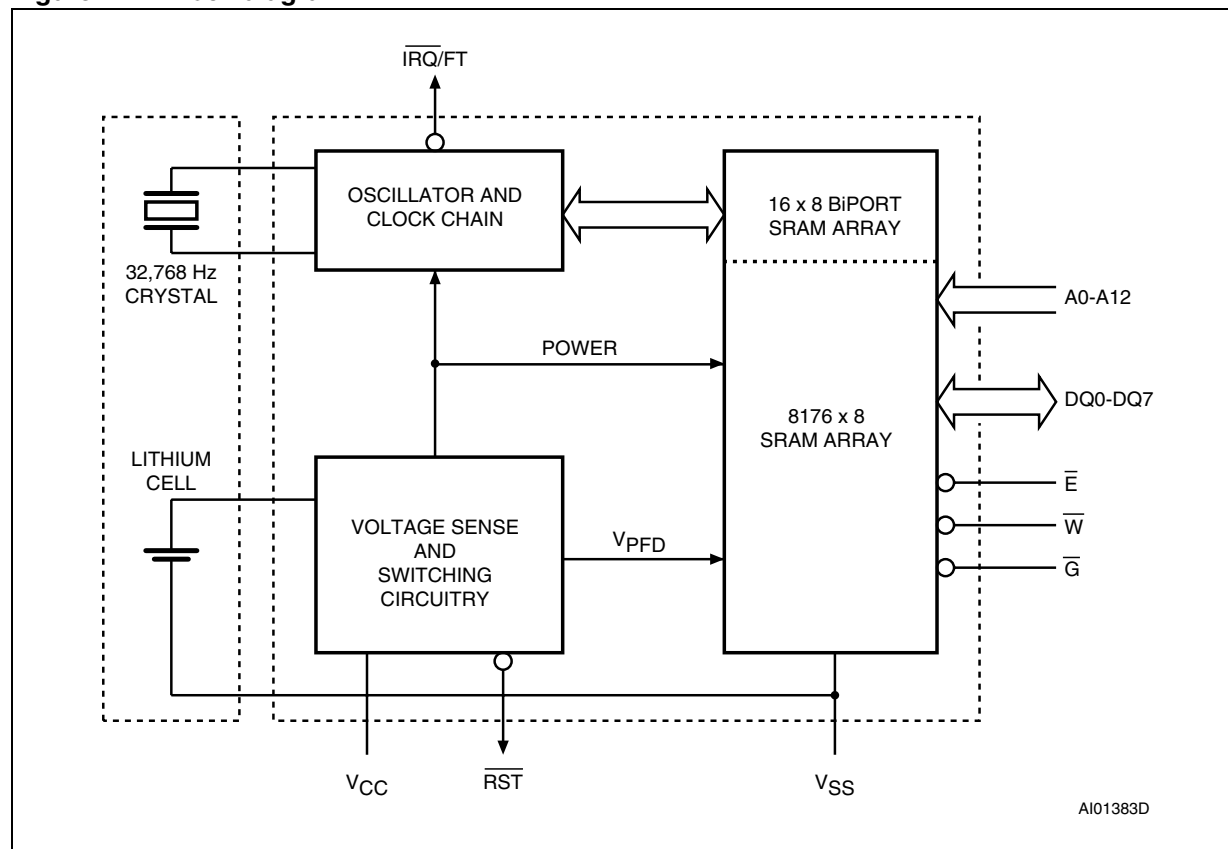 IRQ/FT
OSCILLATOR AND
CLOCK CHAIN
16 x 8 BiPORT
SRAM ARRAY
32,768 Hz
CRYSTAL
A0-A12
POWER
DQ0-DQ7
8176 x 8
SRAM ARRAY
LITHIUM
CELL
E
VOLTAGE SENSE
AND
SWITCHING
CIRCUITRY
VPFD
W
G
VCC
RST
VSS
AI01383D